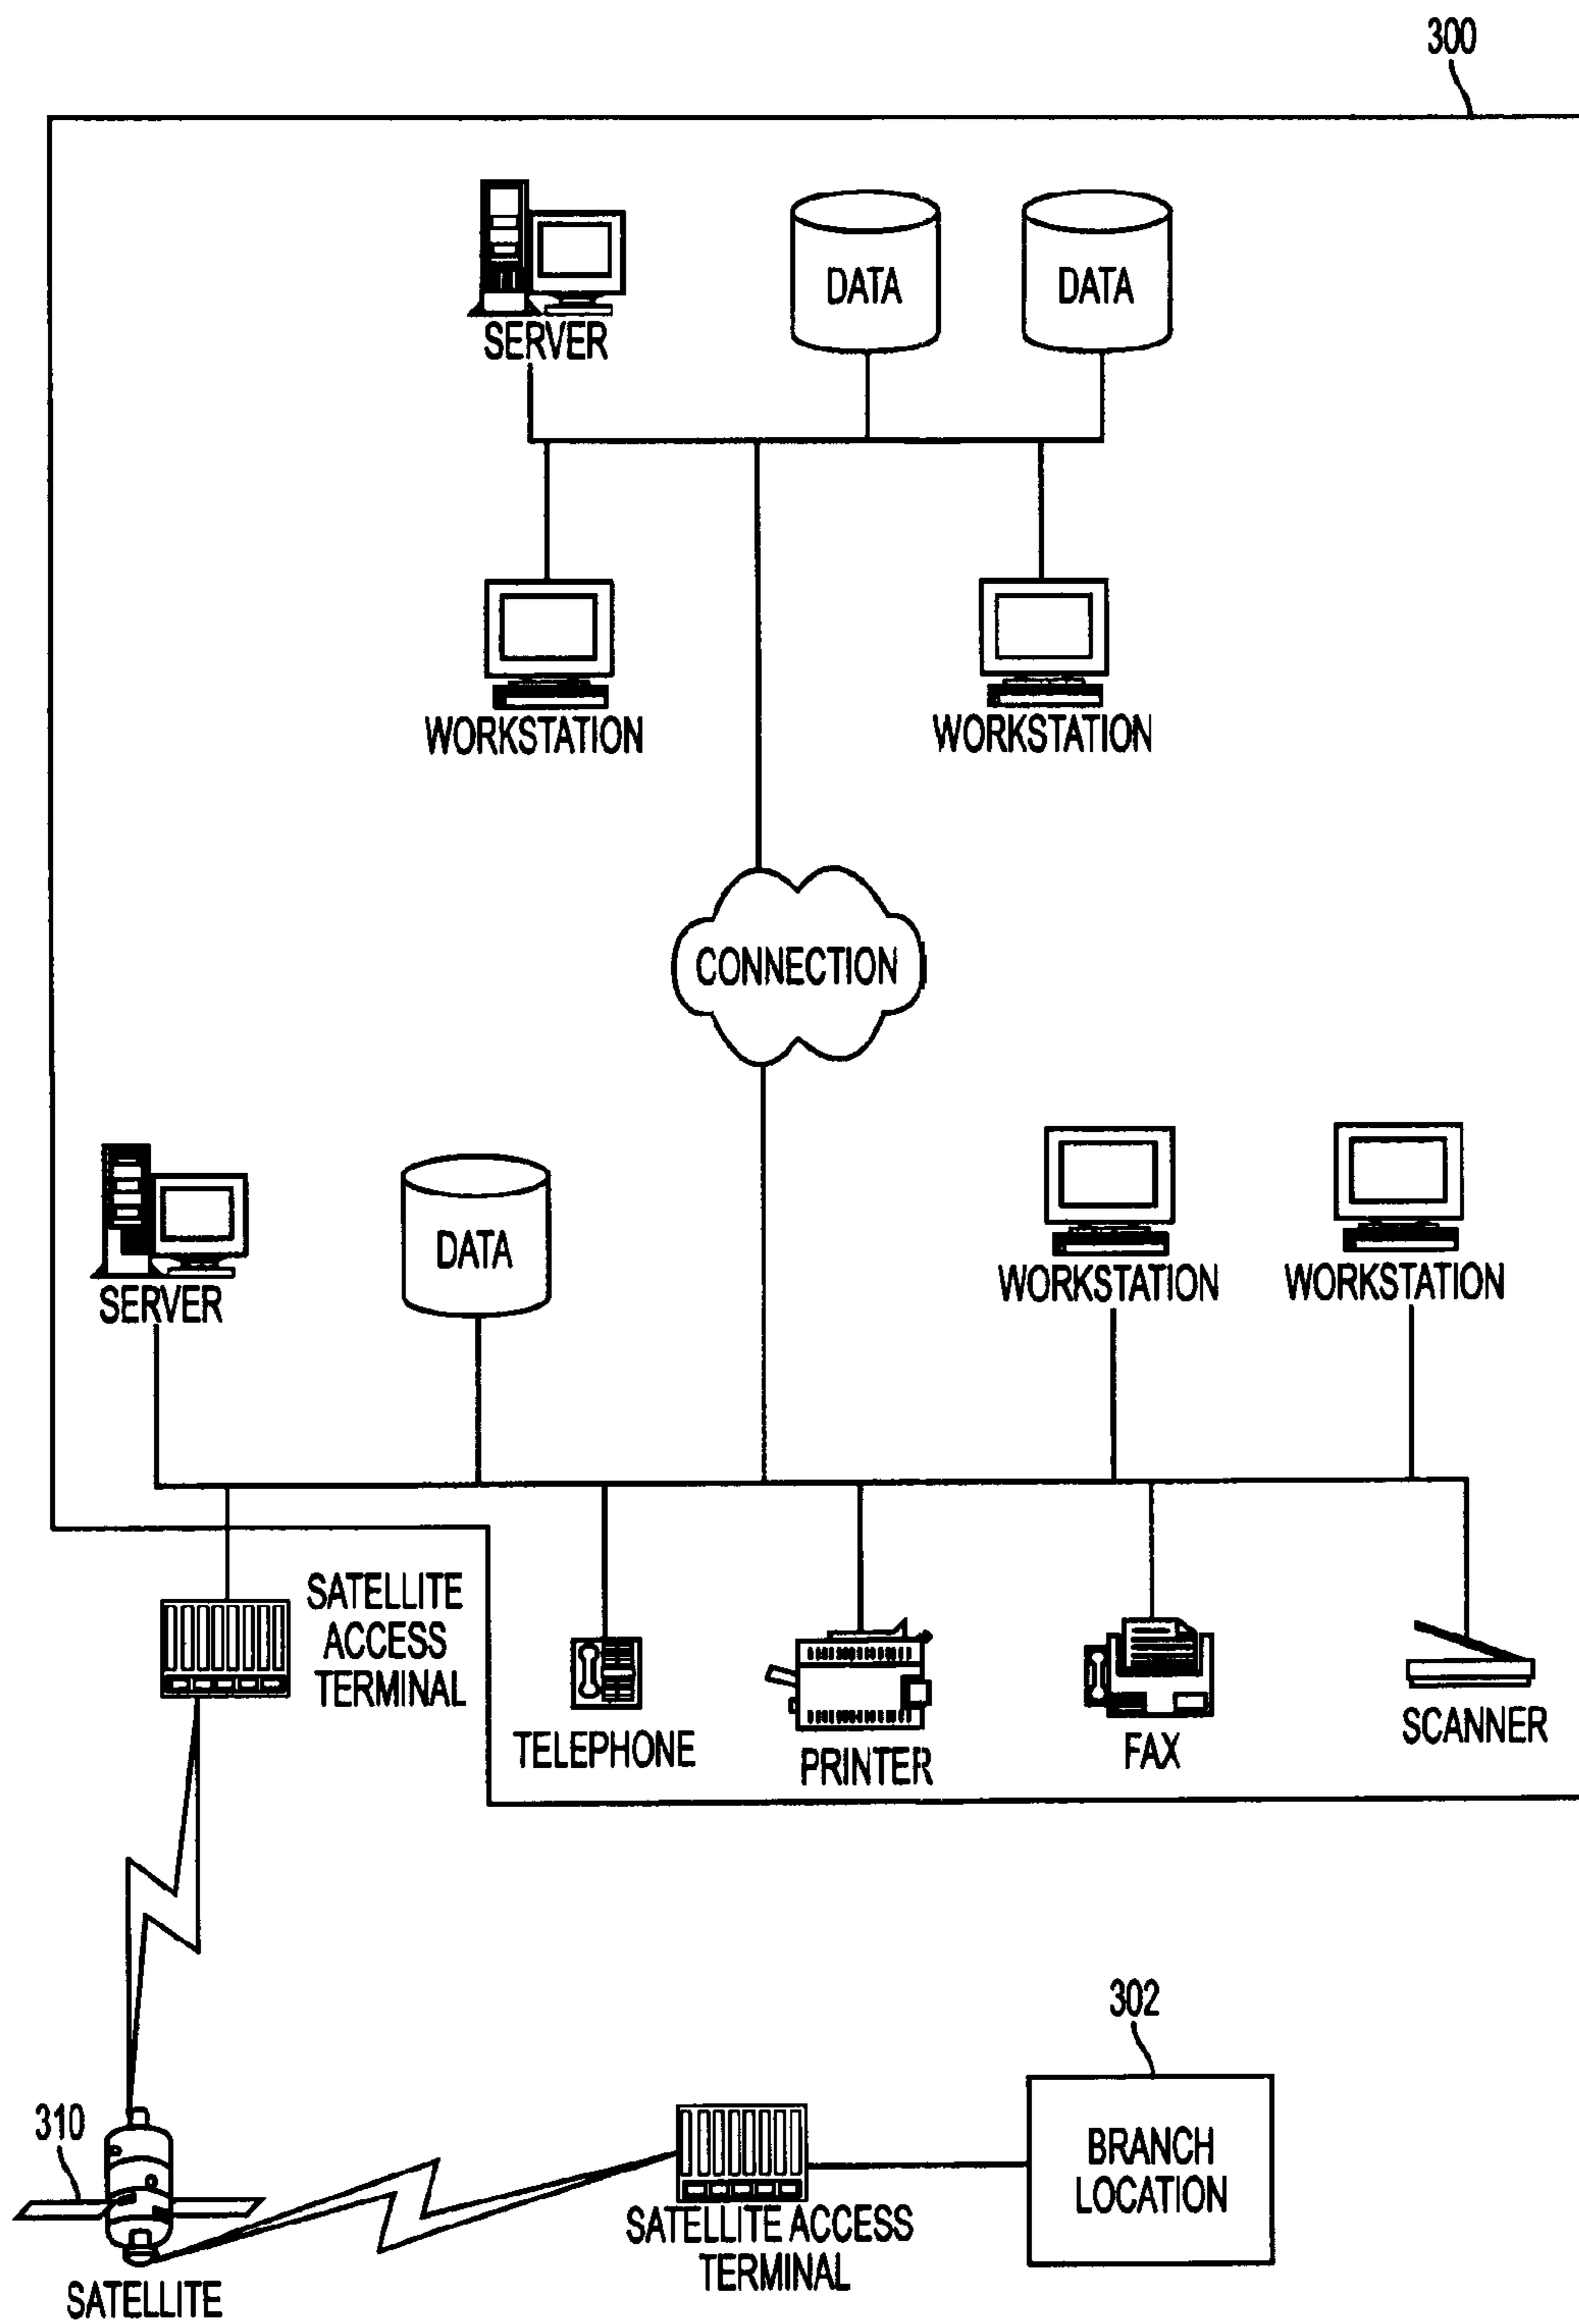 300
SERVER
DATA
DATA
WORKSTATION
WORKSTATION
CONNECTION
SERVER
DATA
WORKSTATION
WORKSTATION
SATELLITE
ACCESS
TERMINAL
TELEPHONE
PRINTER
FAX
SCANNER
310
SATELLITE
SATELLITE ACCESS
TERMINAL
302
BRANCH
LOCATION